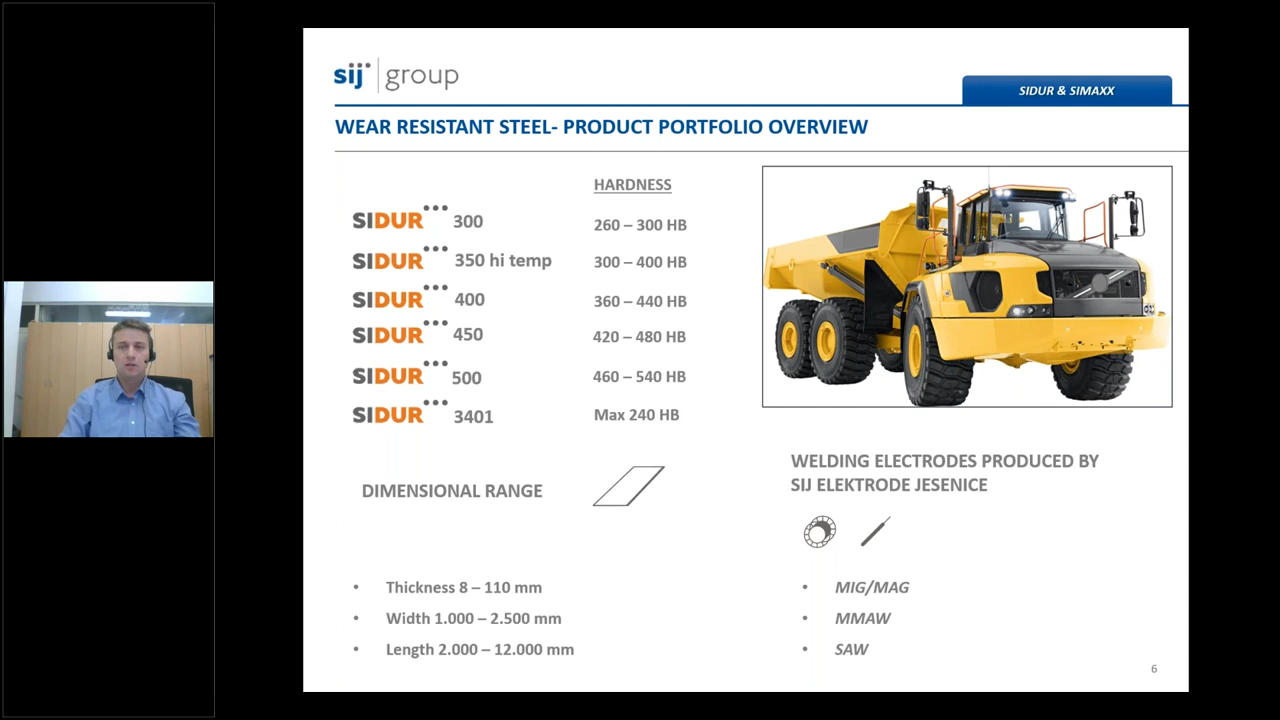 sij group
SIDUR & SIMAXX
WEAR RESISTANT STEEL- PRODUCT PORTFOLIO OVERVIEW
HARDNESS
SIDUR 300 260 – 300 HB
SIDUR 350 hi temp 300 – 400 HB
SIDUR 400 360 – 440 HB
SIDUR 450 420 – 480 HB
SIDUR 500 460 – 540 HB
SIDUR 3401 Max 240 HB
DIMENSIONAL RANGE
• Thickness 8 – 110 mm
• Width 1.000 – 2.500 mm
• Length 2.000 – 12.000 mm
WELDING ELECTRODES PRODUCED BY
SIJ ELEKTRODE JESENICE
• MIG/MAG
• MMAW
• SAW
6